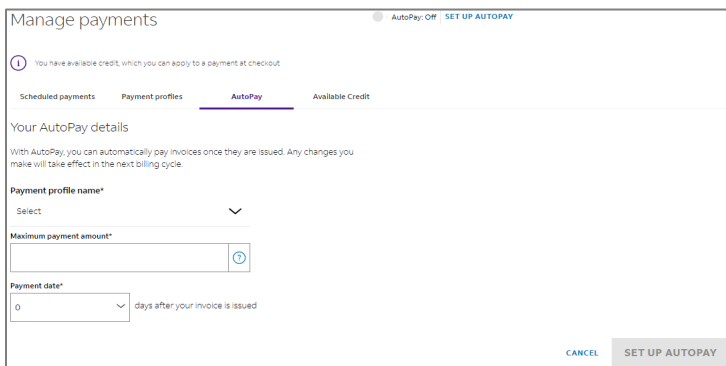 Manage payments
AutoPay: Off | SET UP AUTOPAY
You have available credit, which you can apply to a payment at checkout
Scheduled payments Payment profiles AutoPay Available Credit
Your AutoPay details
With AutoPay, you can automatically pay invoices once they are issued. Any changes you
make will take effect in the next billing cycle.
Payment profile name*
Select
Maximum payment amount*
?
Payment date*
0 days after your invoice is issued
CANCEL SET UP AUTOPAY